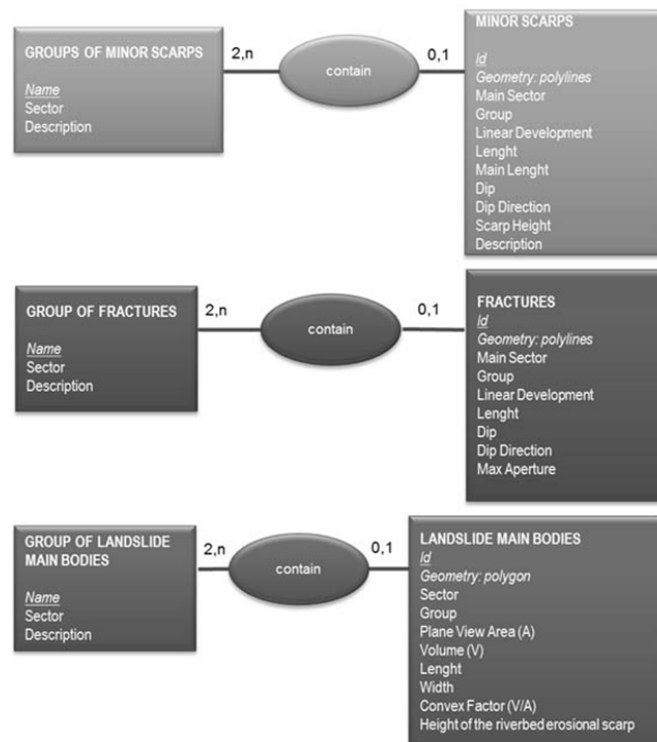 GROUPS OF MINOR SCARPS
Name
Sector
Description
2,n
contain
0,1
MINOR SCARPS
Id
Geometry: polylines
Main Sector
Group
Linear Development
Lenght
Main Lenght
Dip
Dip Direction
Scarp Height
Description
GROUP OF FRACTURES
Name
Sector
Description
2,n
contain
0,1
FRACTURES
Id
Geometry: polylines
Main Sector
Group
Linear Development
Lenght
Dip
Dip Direction
Max Aperture
GROUP OF LANDSLIDE
MAIN BODIES
Name
Sector
Description
2,n
contain
0,1
LANDSLIDE MAIN BODIES
Id
Geometry: polygon
Sector
Group
Plane View Area (A)
Volume (V)
Lenght
Width
Convex Factor (V/A)
Height of the riverbed erosional scarp